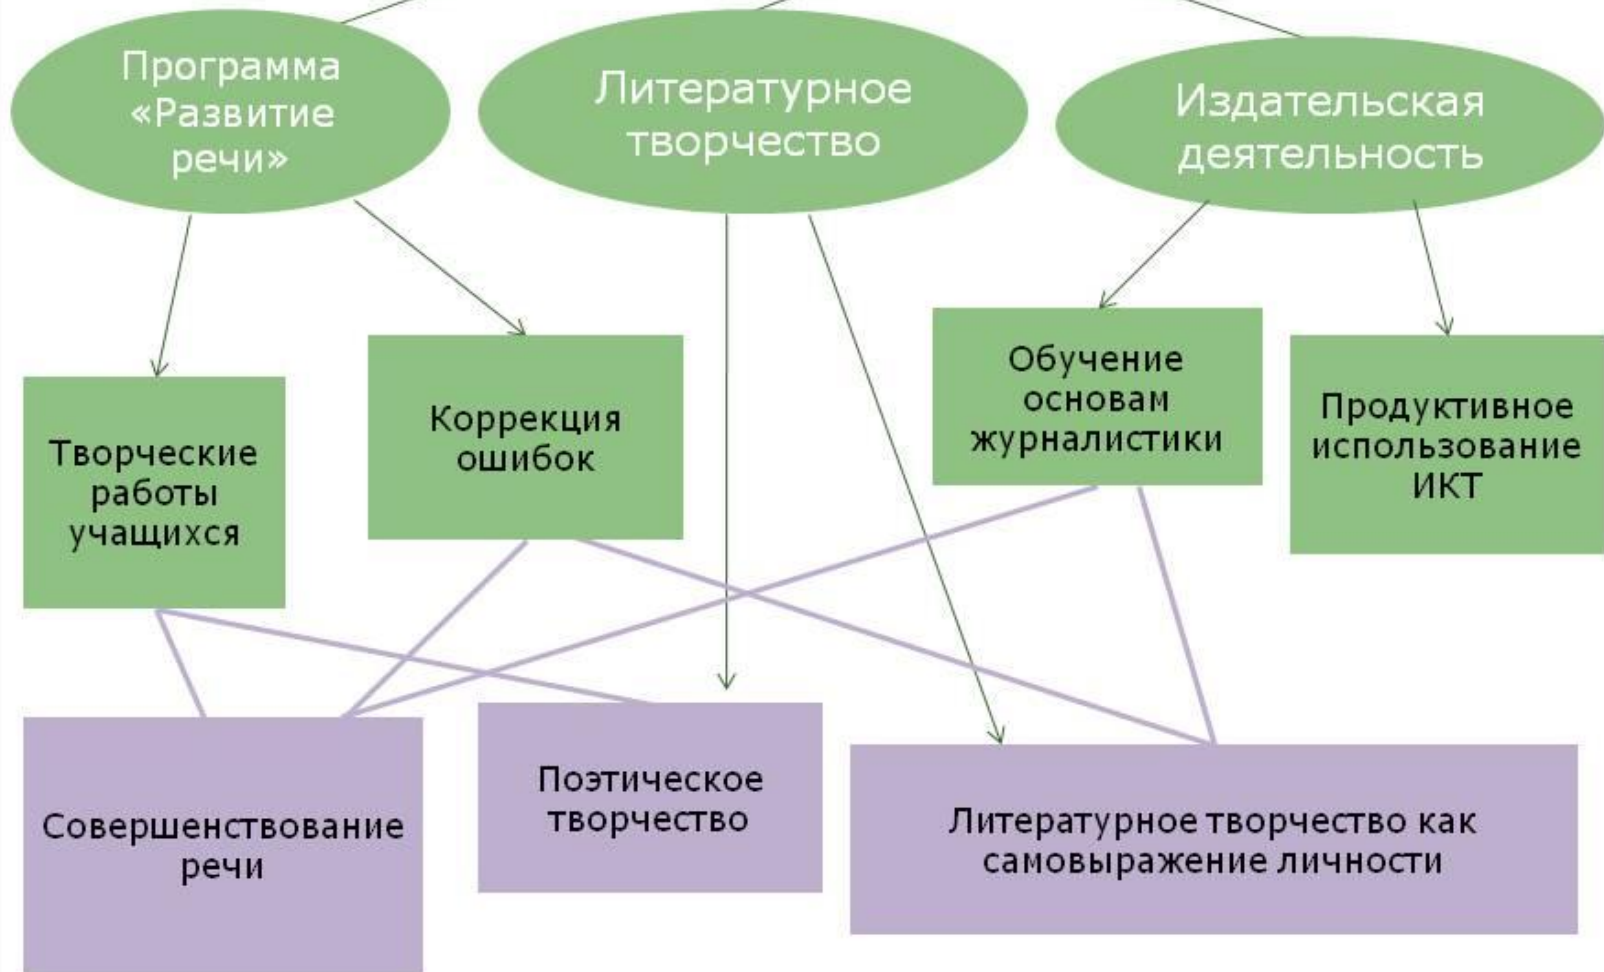 Программа
«Развитие
речи»
Литературное
творчество
Издательская
деятельность
Творческие
работы
учащихся
Коррекция
ошибок
Обучение
основам
журналистики
Продуктивное
использование
ИКТ
Совершенствование
речи
Поэтическое
творчество
Литературное творчество как
самовыражение личности